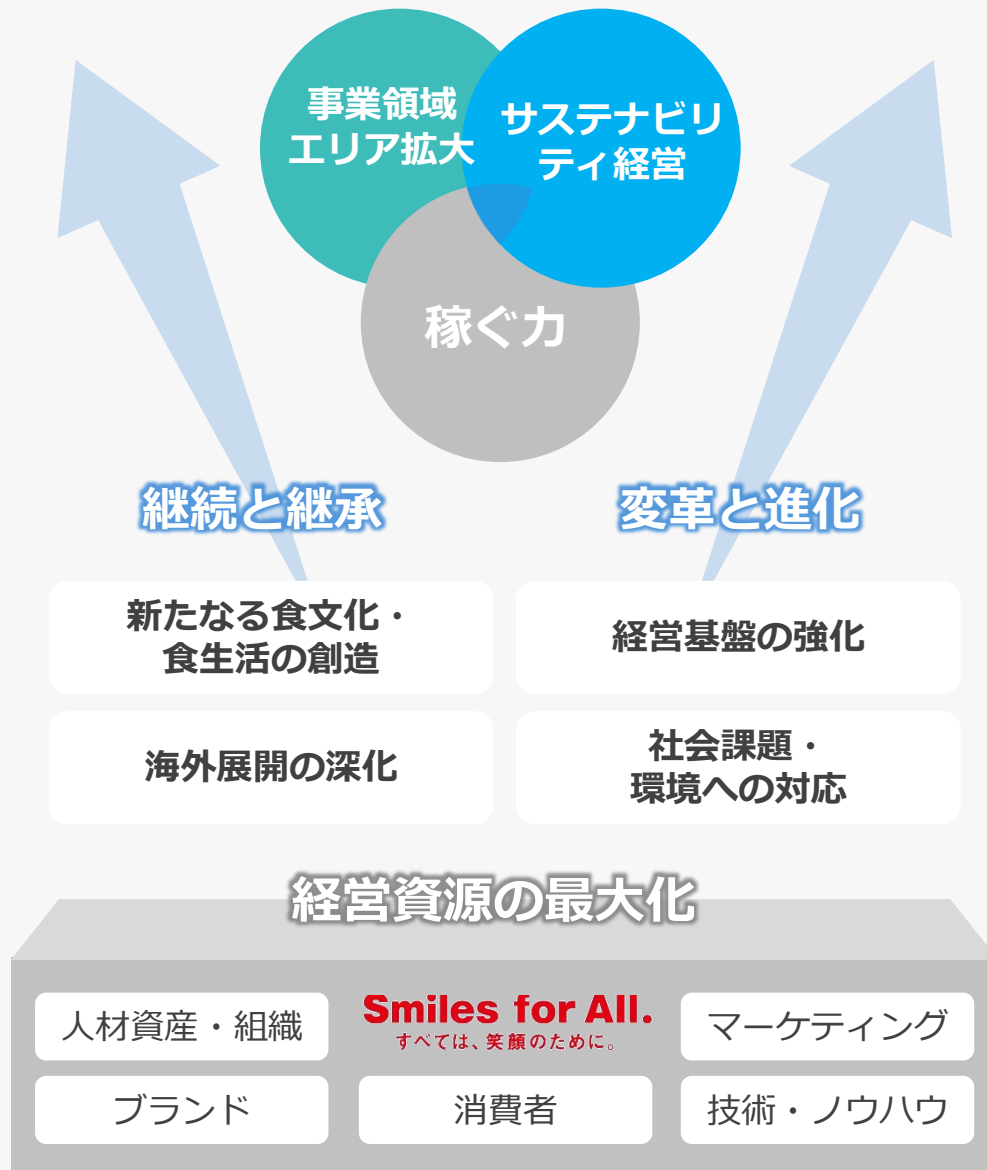 事業領域
エリア拡大
サステナビリ
ティ経営
稼ぐ力
継続と継承
変革と進化
新たなる食文化・
食生活の創造
経営基盤の強化
海外展開の深化
社会課題・
環境への対応
経営資源の最大化
人材資産・組織
Smiles for All.
すべては、笑顔のために。
マーケティング
ブランド
消費者
技術・ノウハウ